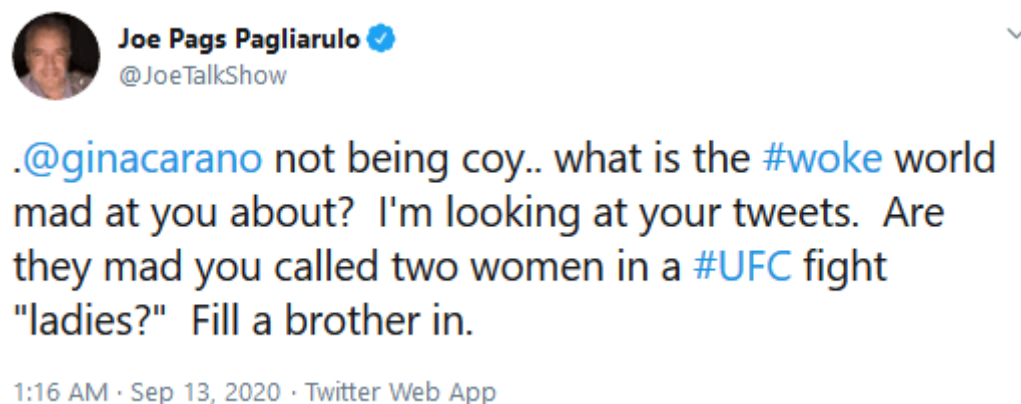 Joe Pags Pagliarulo
@JoeTalkShow
.@ginacarano not being coy.. what is the #woke world
mad at you about?  I'm looking at your tweets.  Are
they mad you called two women in a #UFC fight
"ladies?"  Fill a brother in.
1:16 AM · Sep 13, 2020 · Twitter Web App